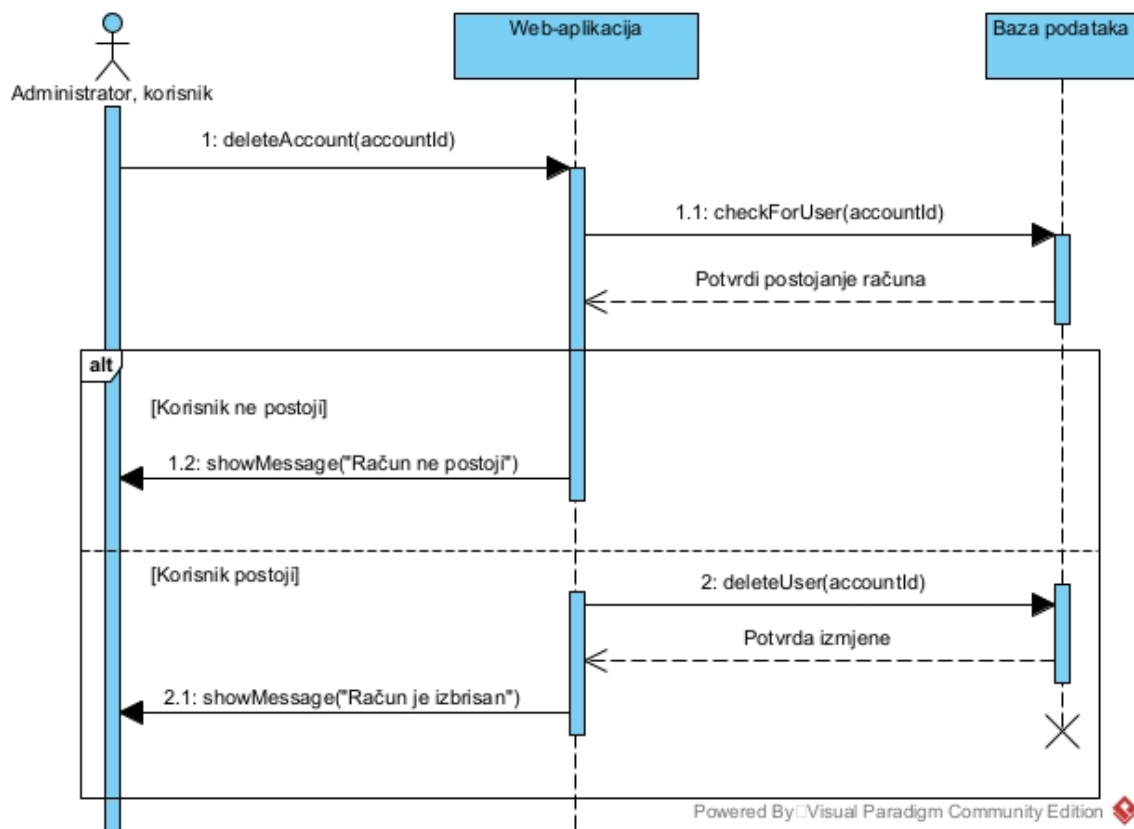 Web-aplikacija
Baza podataka
Administrator, korisnik
1: deleteAccount(accountId)
1.1: checkForUser(accountId)
Potvrdi postojanje računa
alt
[Korisnik ne postoji]
1.2: showMessage("Račun ne postoji")
[Korisnik postoji]
2: deleteUser(accountId)
Potvrda izmjene
2.1: showMessage("Račun je izbrisan")
Powered By Visual Paradigm Community Edition